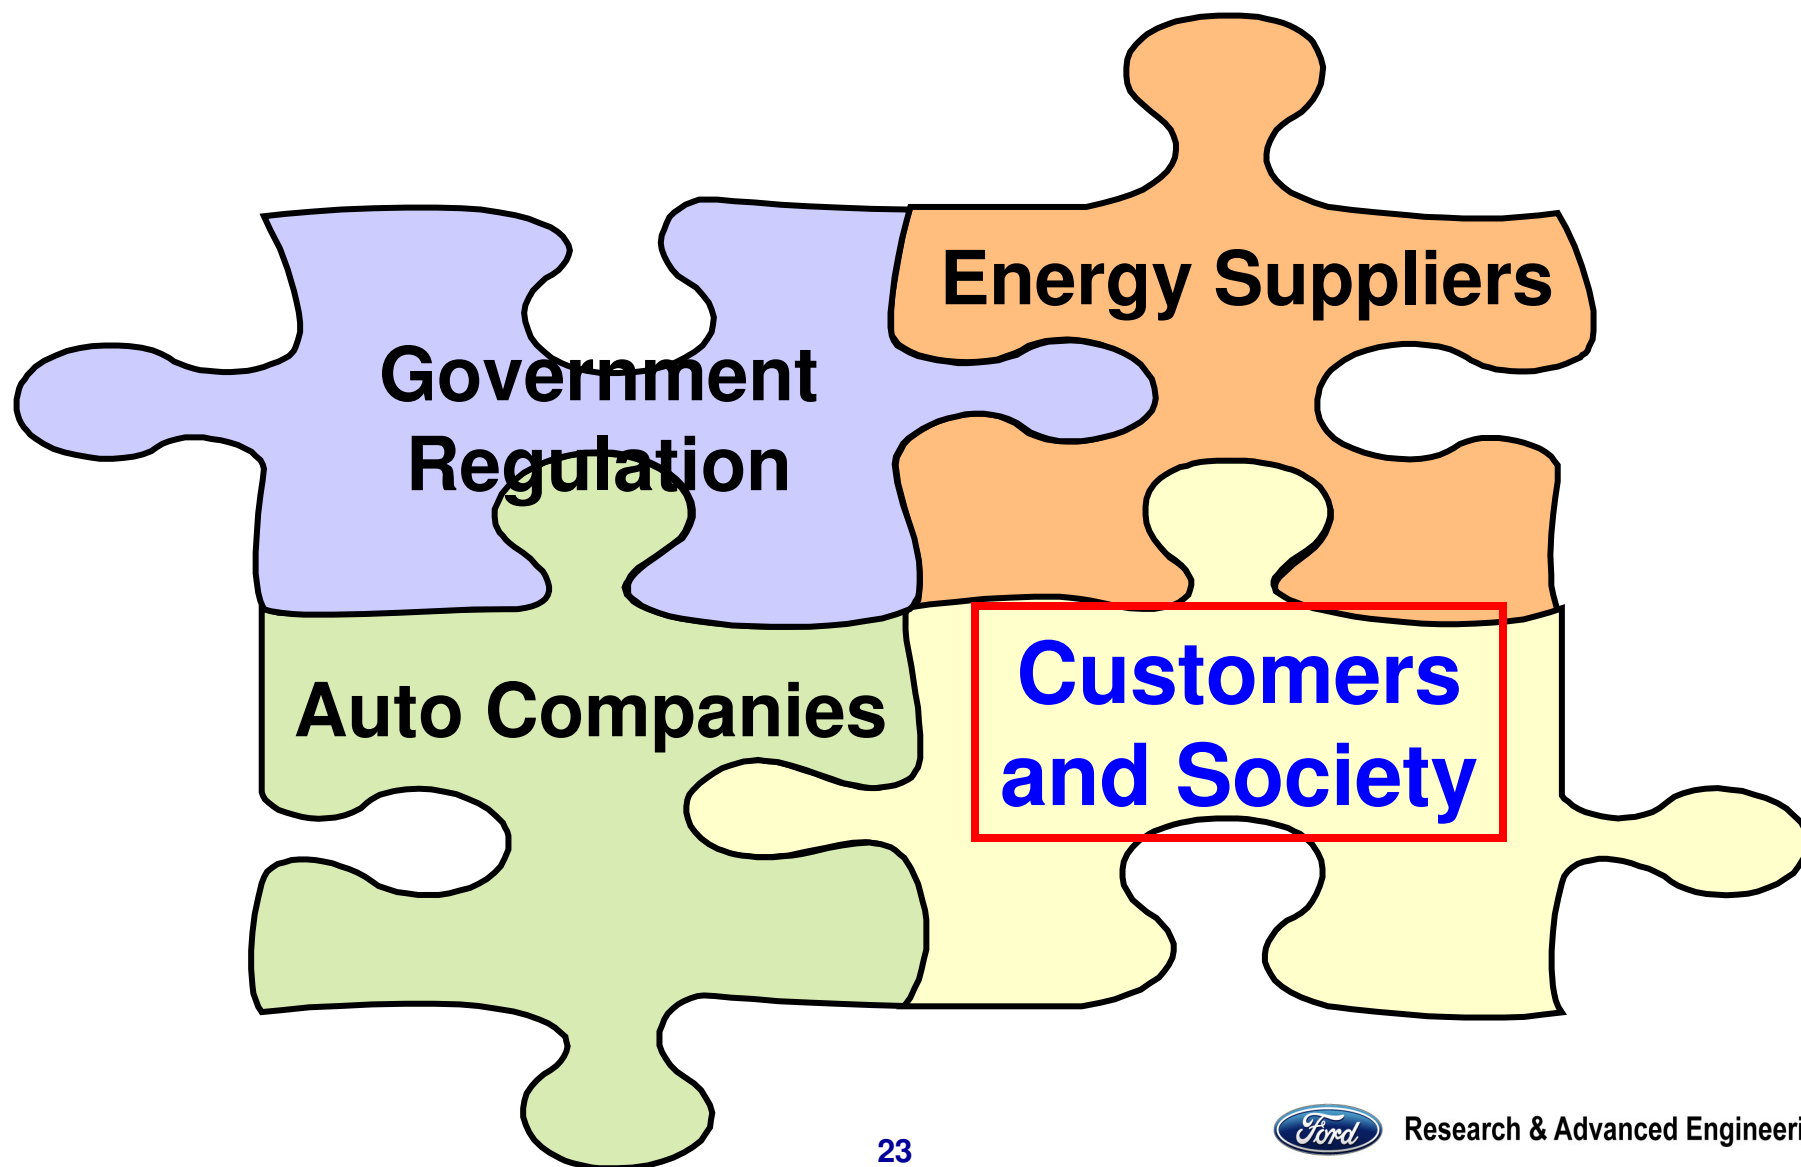 Energy Suppliers
Government
Regulation
Auto Companies
Customers
and Society
23
Ford
Research & Advanced Engineeri